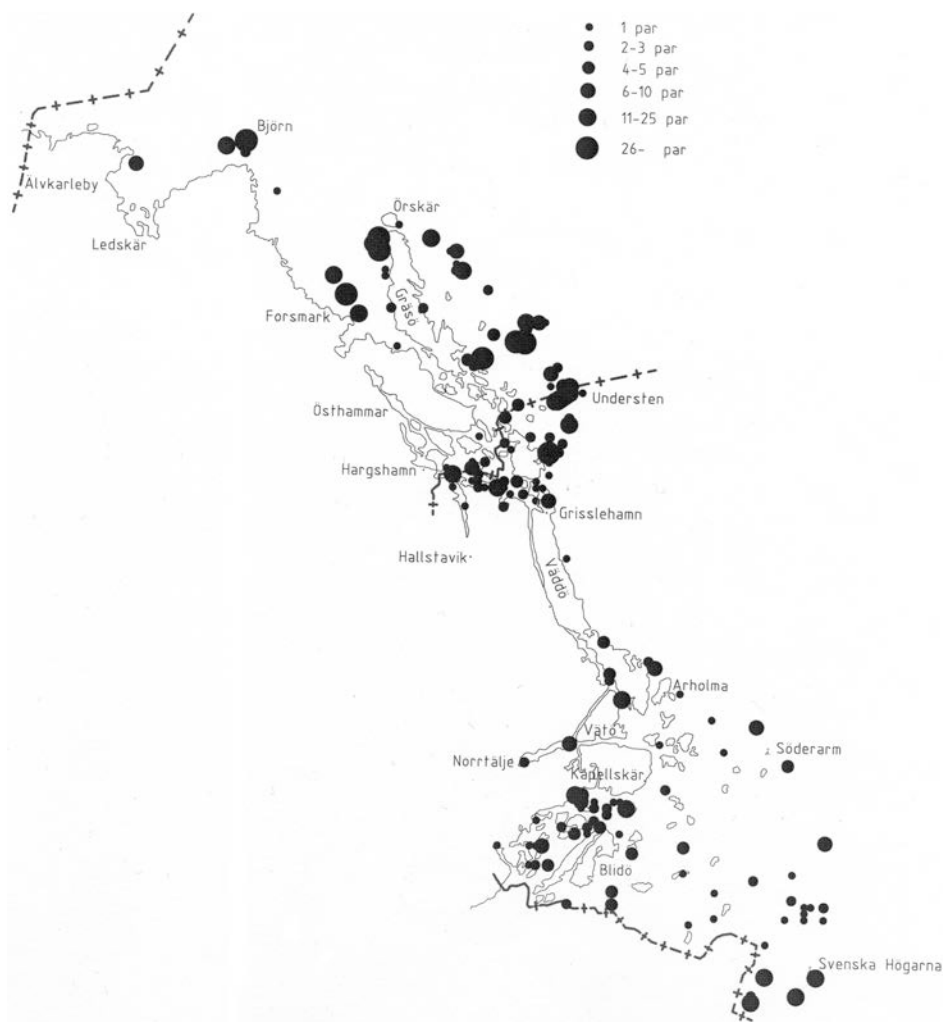 1 par
2-3 par
4-5 par
6-10 par
11-25 par
26- par
Björn
Älvkarleby
Ledskär
Örskär
Gräsö
Forsmark
Understen
Östhammar
Hargshamn
Grisslehamn
Hallstavik
Väddö
Arholma
Vätö
Söderarm
Norrtälje
Kapellskär
Blidö
Svenska Högarna